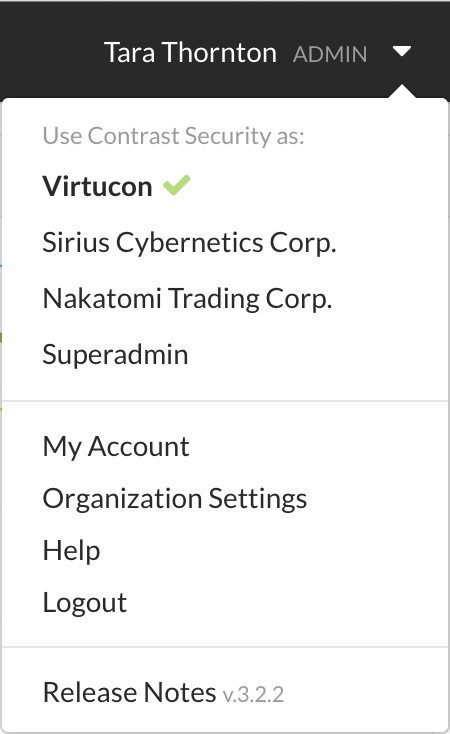 Tara Thornton ADMIN
Use Contrast Security as:
Virtucon
Sirius Cybernetics Corp.
Nakatomi Trading Corp.
Superadmin
My Account
Organization Settings
Help
Logout
Release Notes v.3.2.2